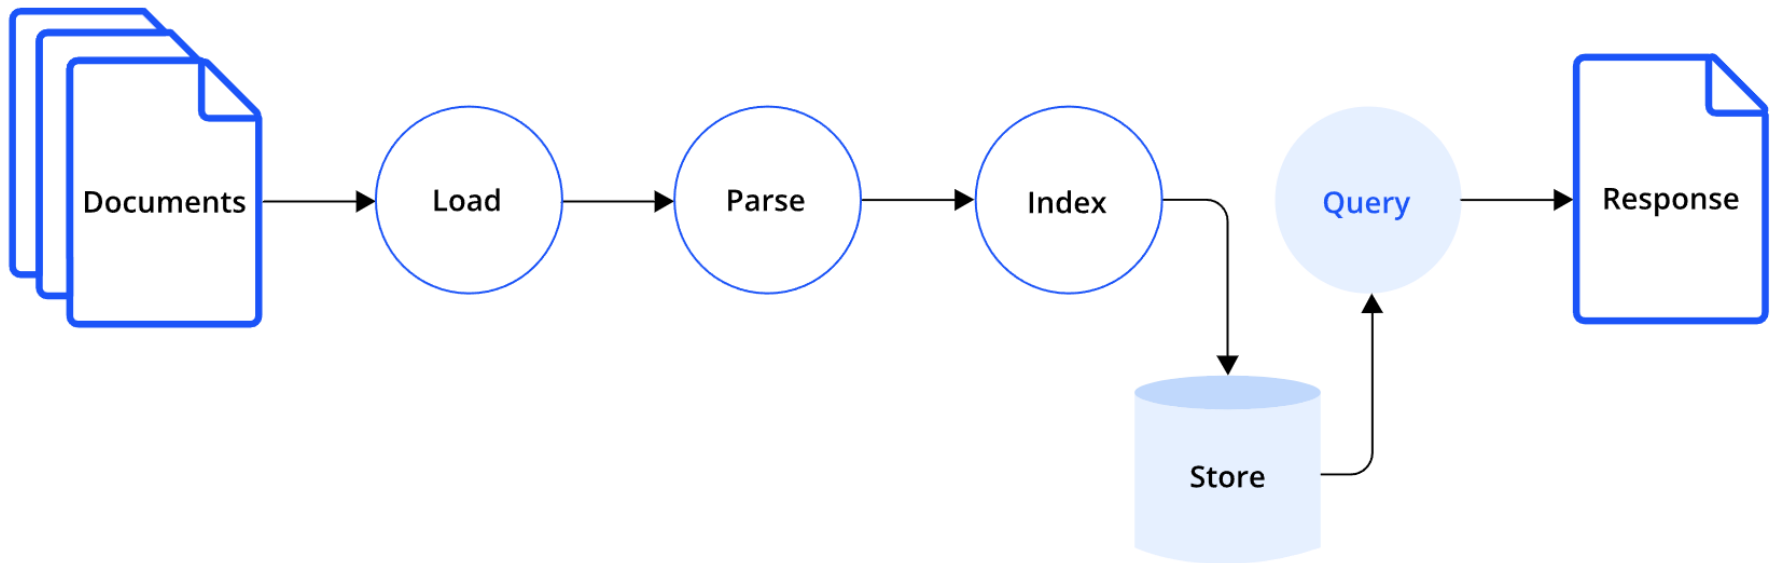 Documents
Load
Parse
Index
Store
Query
Response